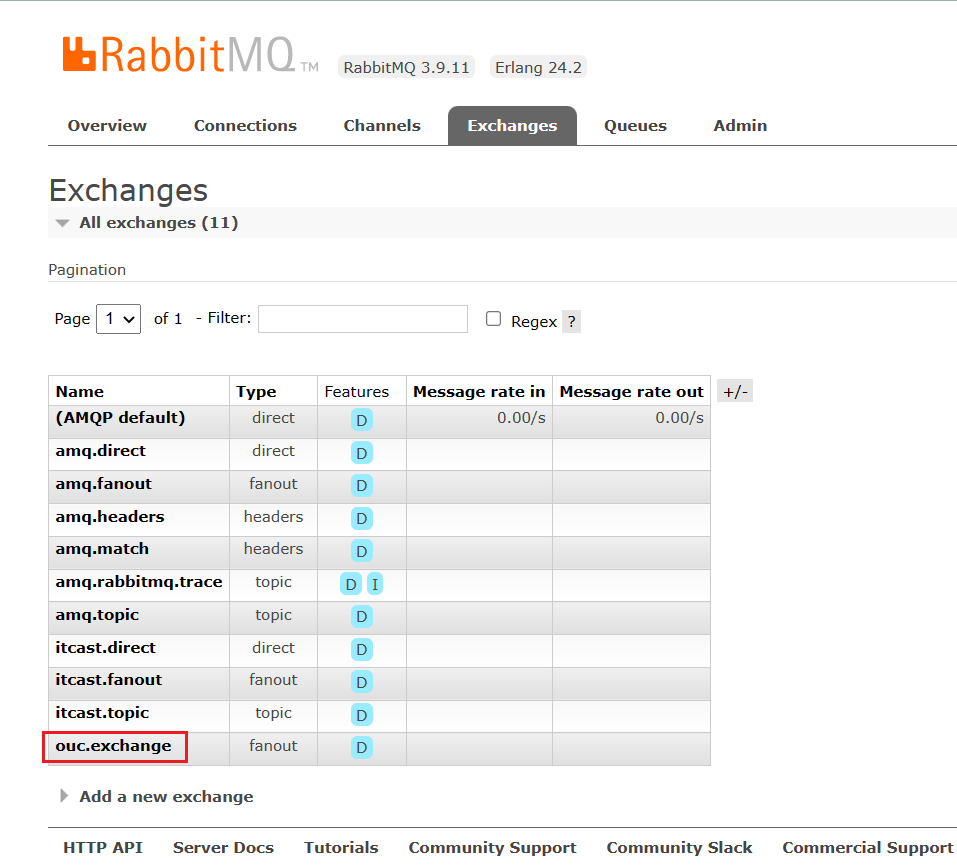 RabbitMQ TM RabbitMQ 3.9.11 Erlang 24.2
Overview Connections Channels Exchanges Queues Admin
Exchanges
All exchanges (11)
Pagination
Page 1 of 1 - Filter: Regex ?
Name Type Features Message rate in Message rate out +/-
(AMQP default) direct D 0.00/s 0.00/s
amq.direct direct D
amq.fanout fanout D
amq.headers headers D
amq.match headers D
amq.rabbitmq.trace topic D I
amq.topic topic D
itcast.direct direct D
itcast.fanout fanout D
itcast.topic topic D
ouc.exchange fanout D
Add a new exchange
HTTP API Server Docs Tutorials Community Support Community Slack Commercial Support